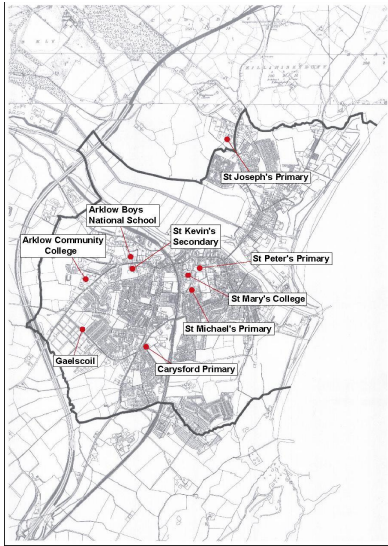 St Joseph's Primary
Arklow Boys
National School
St Kevin's
Secondary
Arklow Community
College
St Peter's Primary
St Mary's College
St Michael's Primary
Gaelscoil
Carysford Primary